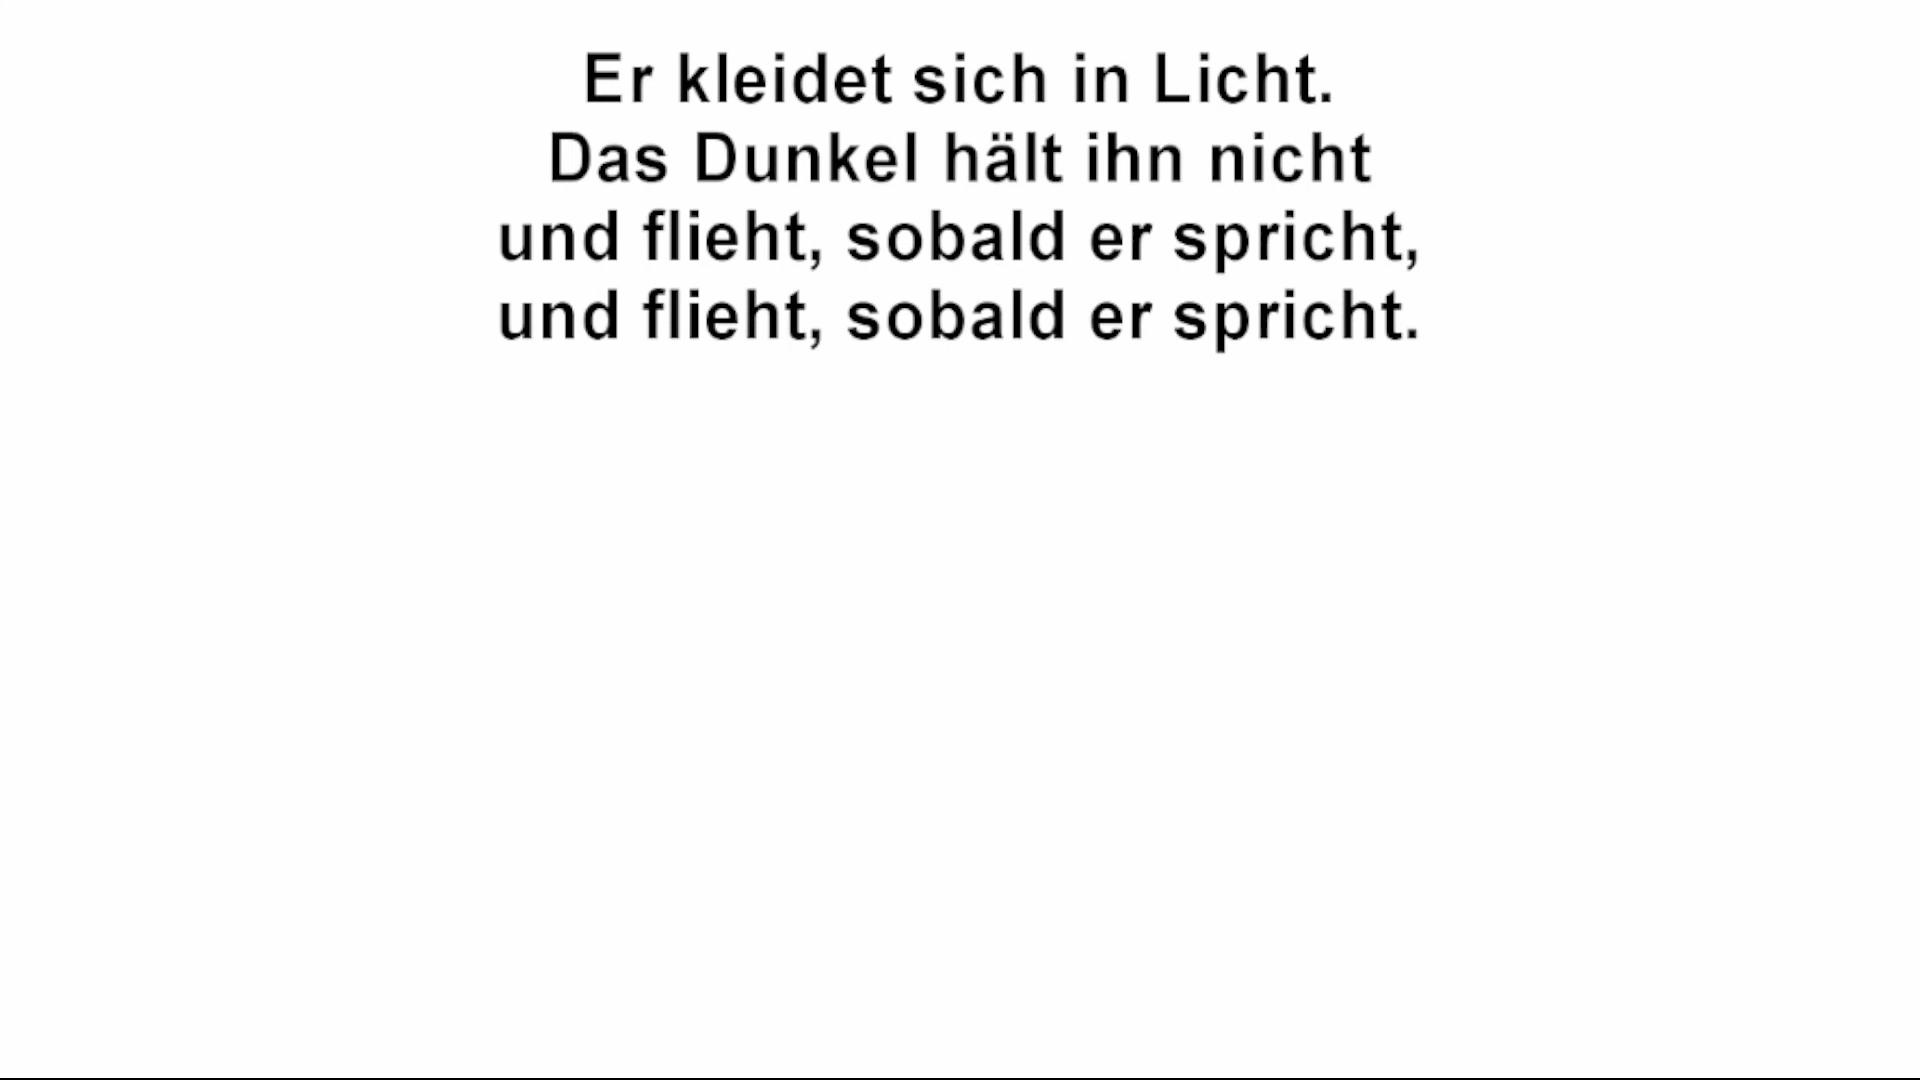 Er kleidet sich in Licht.
Das Dunkel hält ihn nicht
und flieht, sobald er spricht,
und flieht, sobald er spricht.